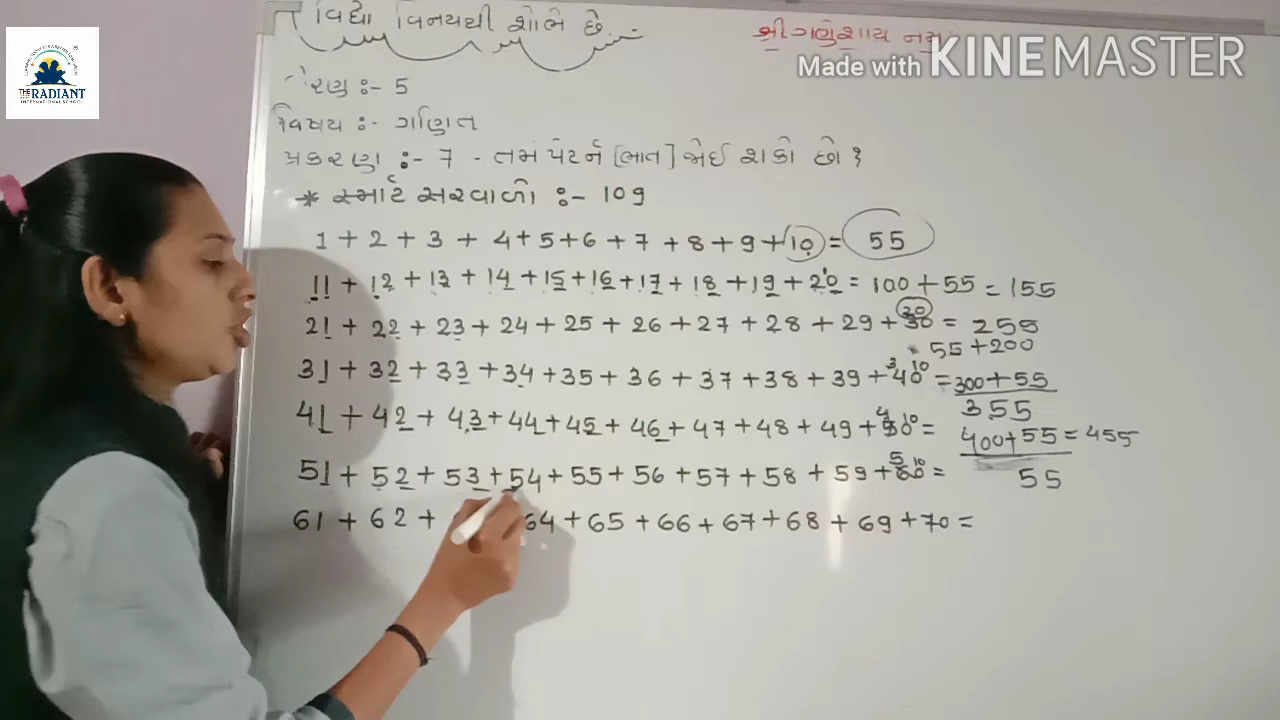 વિદ્યા વિનયથી શોભે છે.
શ્રી ગણેશાય નમ
Made with KINEMASTER
THE RADIANT
INTERNATIONAL SCHOOL
રણ :- 5
વિષય :- ગણિત
પ્રકરણ :- 7 - તમે પેટર્ન [ભાત] જોઈ શકો છો ?
* સ્માર્ટ સરવાળો :- 109
1 + 2 + 3 + 4 + 5 + 6 + 7 + 8 + 9 + 10 = 55
11 + 12 + 13 + 14 + 15 + 16 + 17 + 18 + 19 + 20 = 100 + 55 = 155
21 + 22 + 23 + 24 + 25 + 26 + 27 + 28 + 29 + 30 = 255
55 + 200
31 + 32 + 33 + 34 + 35 + 36 + 37 + 38 + 39 + 40 = 300 + 55
355
41 + 42 + 43 + 44 + 45 + 46 + 47 + 48 + 49 + 50 = 400 + 55 = 455
51 + 52 + 53 + 54 + 55 + 56 + 57 + 58 + 59 + 60 = 55
61 + 62 + 64 + 65 + 66 + 67 + 68 + 69 + 70 =